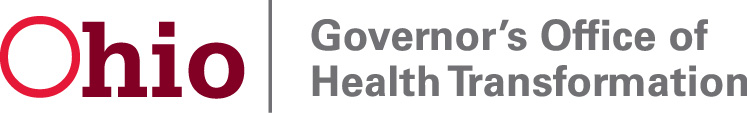 Ohio
Governor's Office of
Health Transformation